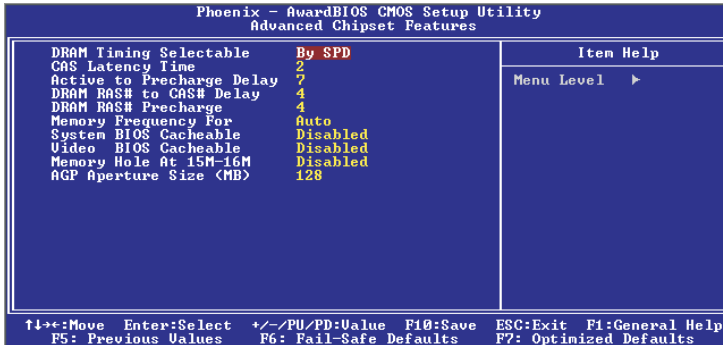 Phoenix - AwardBIOS CMOS Setup Utility
Advanced Chipset Features
DRAM Timing Selectable By SPD
CAS Latency Time 2
Active to Precharge Delay 7
DRAM RAS# to CAS# Delay 4
DRAM RAS# Precharge 4
Memory Frequency For Auto
System BIOS Cacheable Disabled
Video BIOS Cacheable Disabled
Memory Hole At 15M-16M Disabled
AGP Aperture Size (MB) 128
Item Help
Menu Level ▶
↑↓→←:Move Enter:Select +/-/PU/PD:Value F10:Save ESC:Exit F1:General Help
F5: Previous Values F6: Fail-Safe Defaults F7: Optimized Defaults